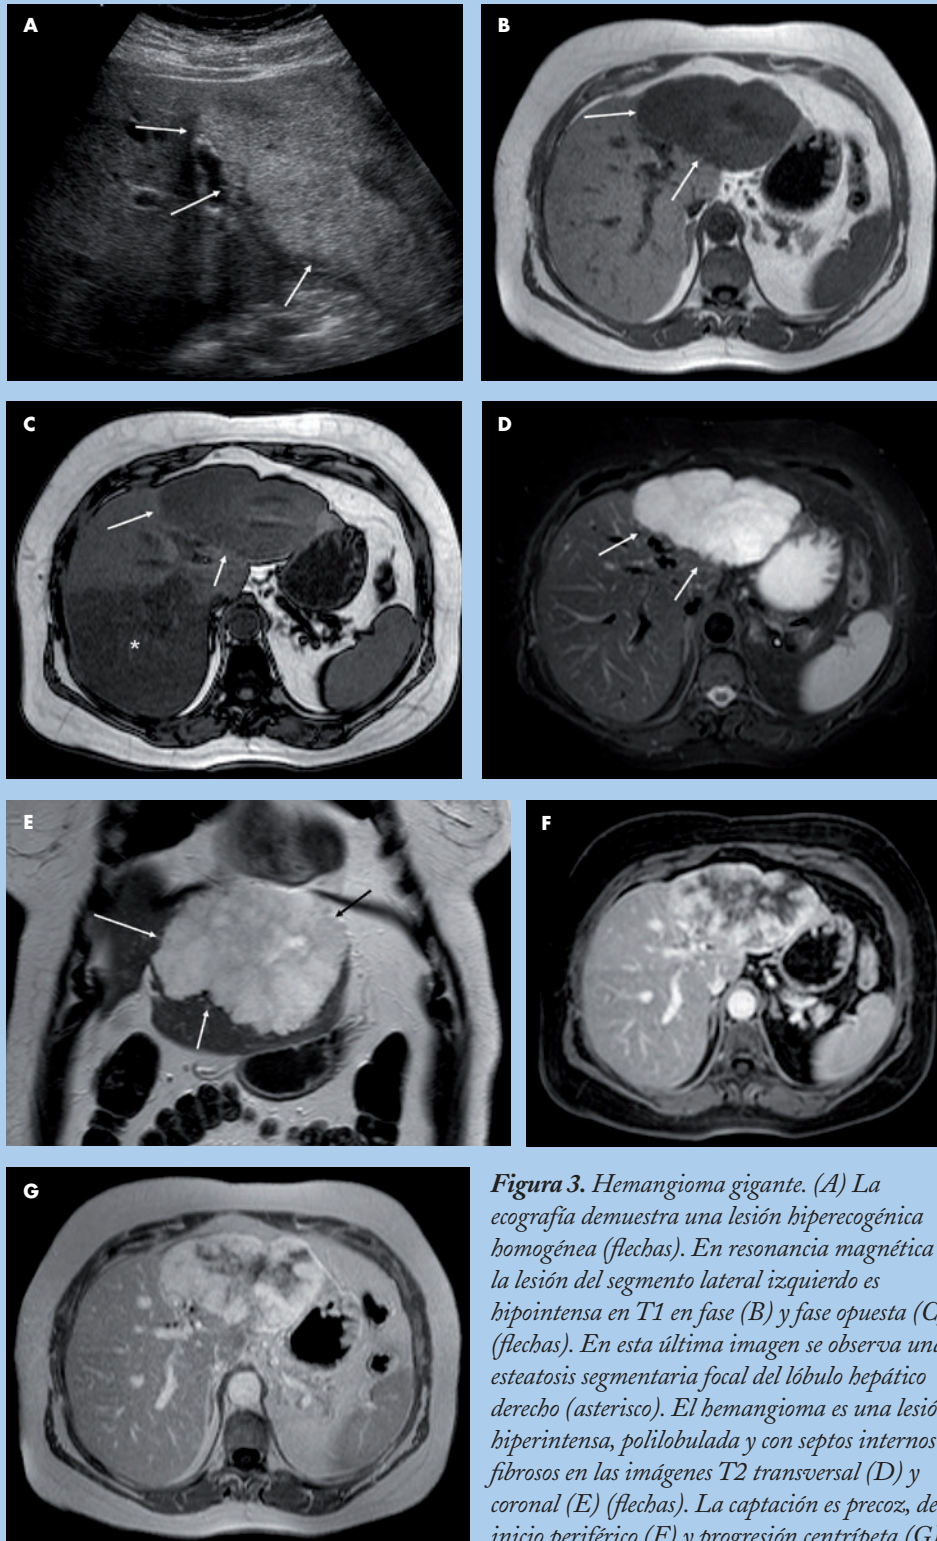 A
B
C
*
D
E
F
G
Figura 3. Hemangioma gigante. (A) La
ecografía demuestra una lesión hiperecogénica
homogénea (flechas). En resonancia magnética
la lesión del segmento lateral izquierdo es
hipointensa en T1 en fase (B) y fase opuesta (C
(flechas). En esta última imagen se observa una
esteatosis segmentaria focal del lóbulo hepático
derecho (asterisco). El hemangioma es una lesió
hiperintensa, polilobulada y con septos internos
fibrosos en las imágenes T2 transversal (D) y
coronal (E) (flechas). La captación es precoz, de
inicio periférico (F) y progresión centrípeta (G)